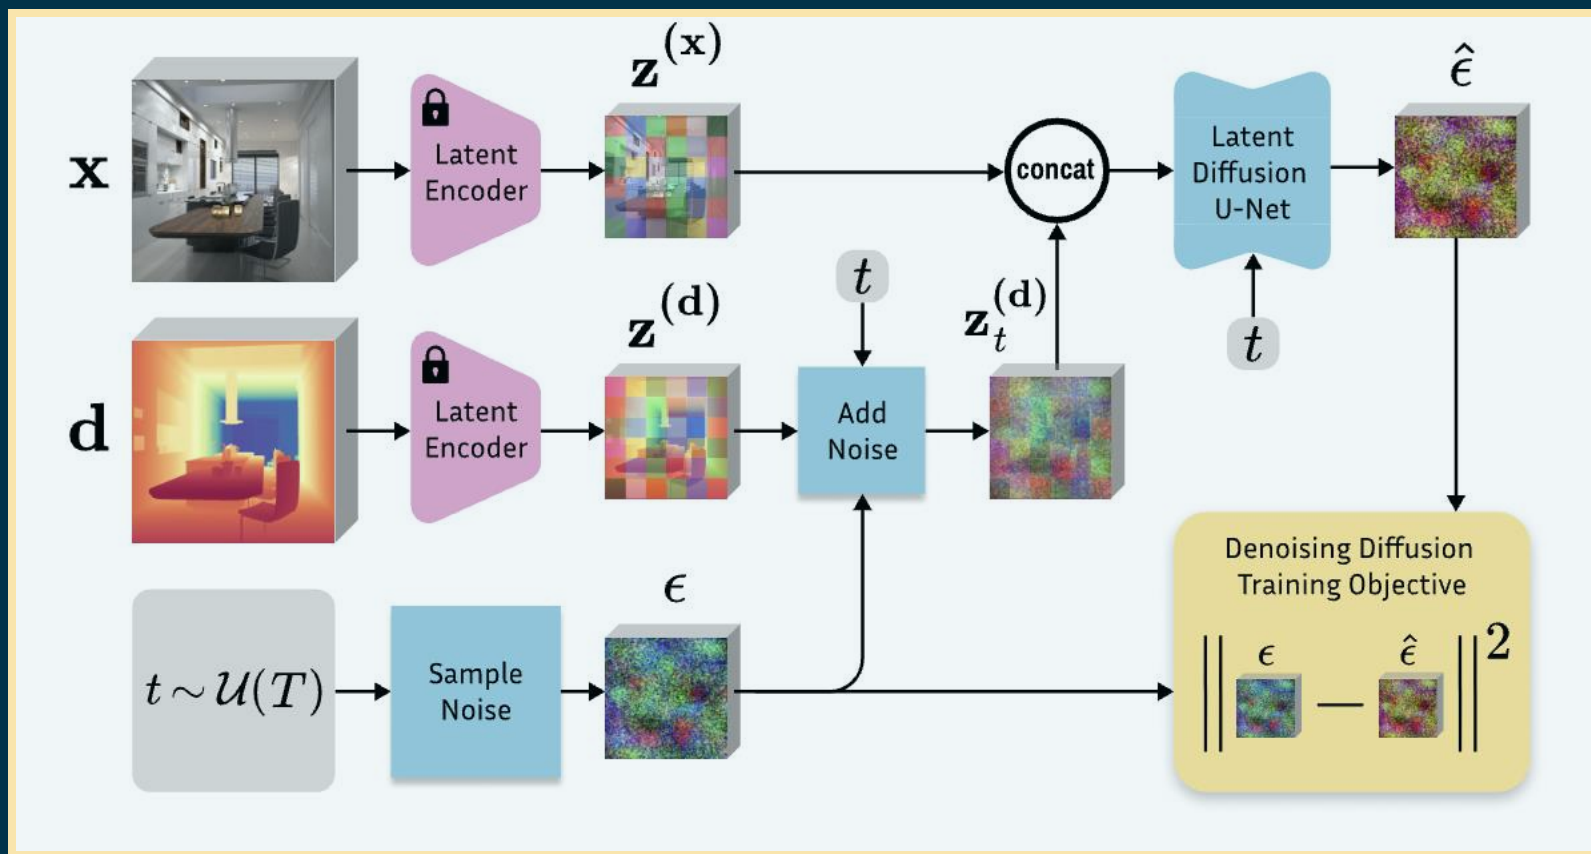 x
Latent
Encoder
z^(x)
concat
Latent
Diffusion
U-Net
ϵ̂
t
d
Latent
Encoder
z^(d)
t
Add
Noise
z_t^(d)
t ∼ 𝒰(T)
Sample
Noise
ϵ
Denoising Diffusion
Training Objective
‖ ϵ — ϵ̂ ‖²